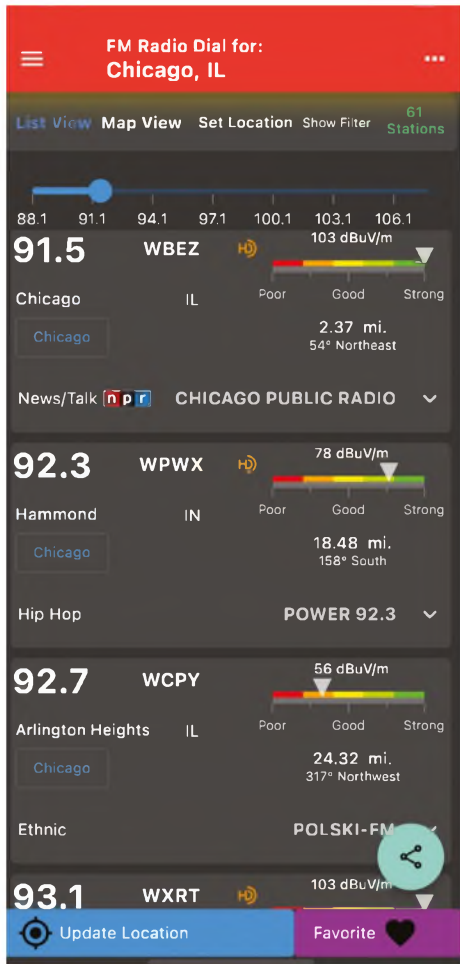 FM Radio Dial for:
Chicago, IL
List View Map View Set Location Show Filter 61 Stations
88.1 91.1 94.1 97.1 100.1 103.1 106.1
91.5 WBEZ HD 103 dBuV/m
Chicago IL Poor Good Strong
Chicago 2.37 mi.
54° Northeast
News/Talk npr CHICAGO PUBLIC RADIO
92.3 WPWX HD 78 dBuV/m
Hammond IN Poor Good Strong
Chicago 18.48 mi.
158° South
Hip Hop POWER 92.3
92.7 WCPY 56 dBuV/m
Arlington Heights IL Poor Good Strong
Chicago 24.32 mi.
317° Northwest
Ethnic POLSKI-FM
93.1 WXRT HD 103 dBuV/m
Update Location Favorite